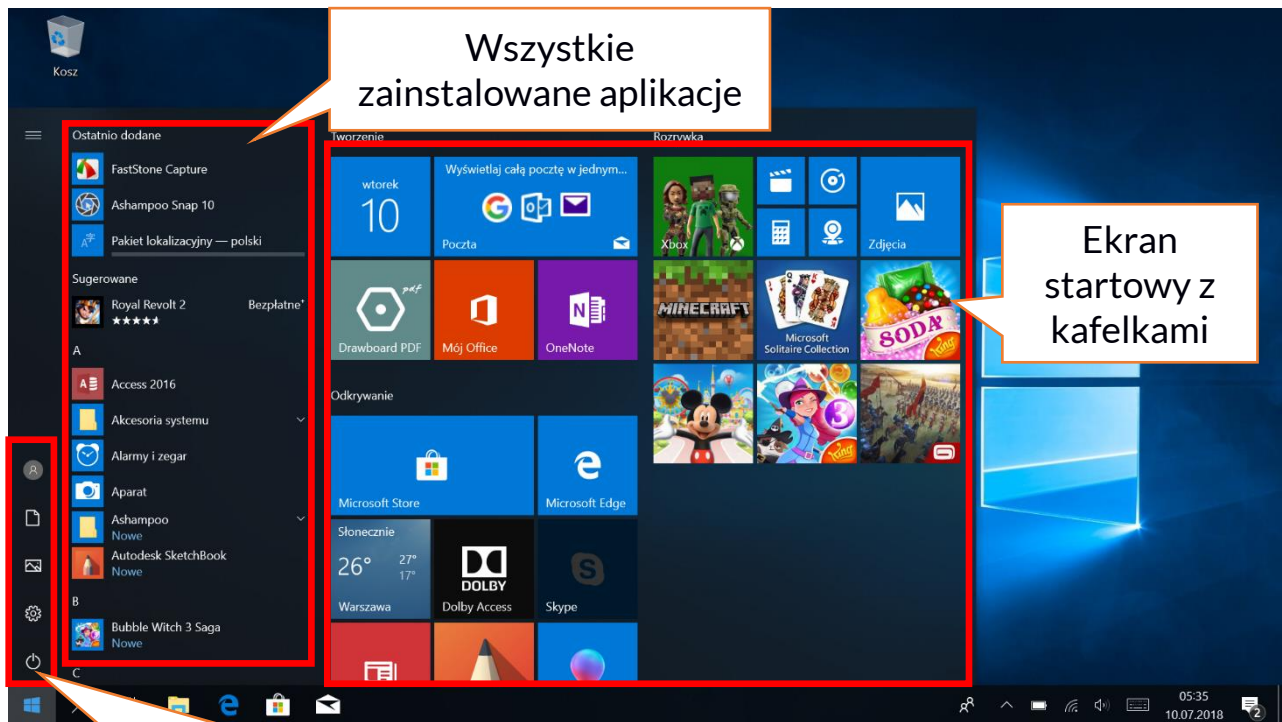 Kosz
Wszystkie
zainstalowane aplikacje
Ostatnio dodane
FastStone Capture
Ashampoo Snap 10
Pakiet lokalizacyjny — polski
Sugerowane
Royal Revolt 2
Bezpłatne+
A
Access 2016
Akcesoria systemu
Alarmy i zegar
Aparat
Ashampoo
Nowe
Autodesk SketchBook
Nowe
B
Bubble Witch 3 Saga
Nowe
C
Tworzenie
wtorek
10
Wyświetlaj całą pocztę w jednym...
Poczta
pdf
Drawboard PDF
Mój Office
OneNote
Odkrywanie
Microsoft Store
Microsoft Edge
Słonecznie
26° 27°
17°
Warszawa
DOLBY
Dolby Access
Skype
Rozrywka
Xbox
Zdjęcia
MINECRAFT
Microsoft
Solitaire Collection
SODA
King
3
King
Ekran
startowy z
kafelkami
05:35
10.07.2018
2